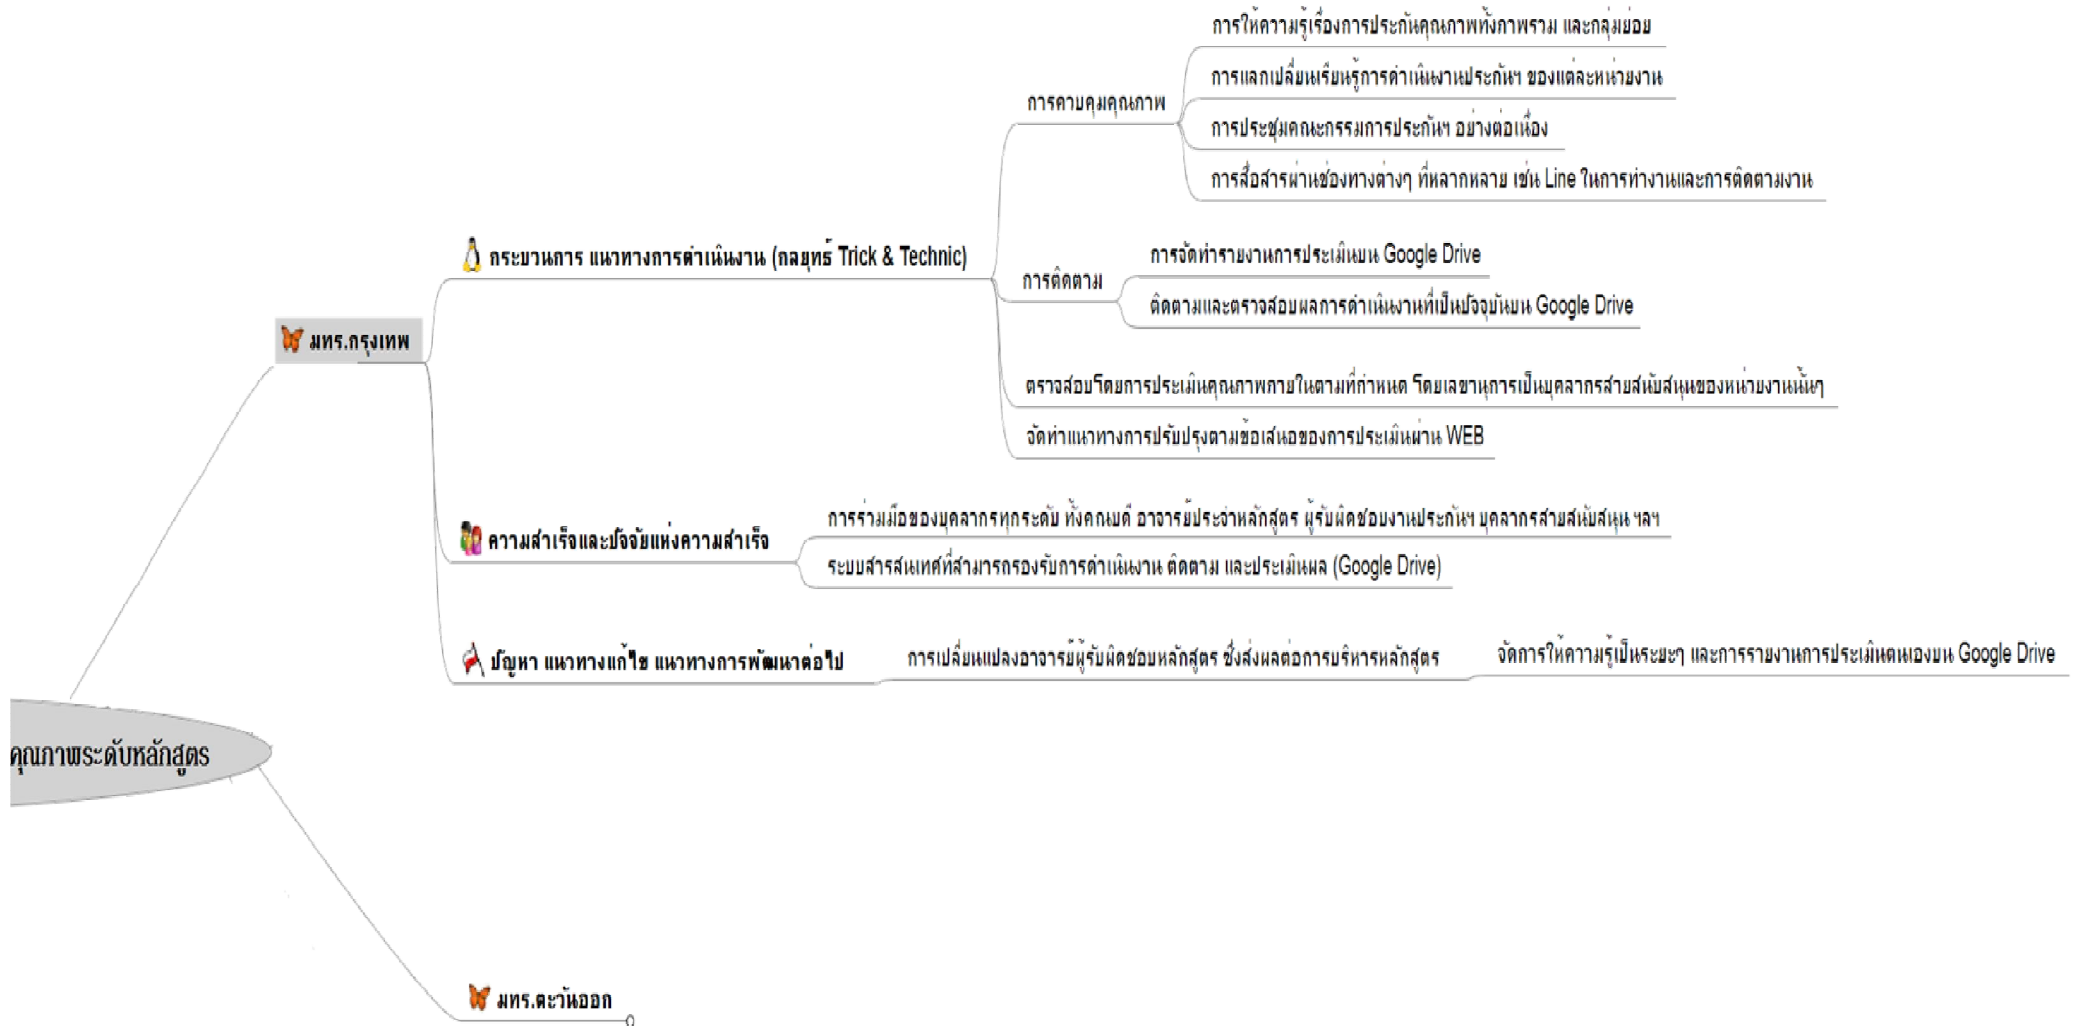 การให้ความรู้เรื่องการประกันคุณภาพทั้งภาพรวม และกลุ่มย่อย
การแลกเปลี่ยนเรียนรู้การดำเนินงานประกันฯ ของแต่ละหน่วยงาน
การควบคุมคุณภาพ
การประชุมคณะกรรมการประกันฯ อย่างต่อเนื่อง
การสื่อสารผ่านช่องทางต่างๆ ที่หลากหลาย เช่น Line ในการทำงานและการติดตามงาน
กระบวนการ แนวทางการดำเนินงาน (กลยุทธ์ Trick & Technic)
การจัดทำรายงานการประเมินบน Google Drive
การติดตาม
ติดตามและตรวจสอบผลการดำเนินงานที่เป็นปัจจุบันบน Google Drive
มทร.กรุงเทพ
ตรวจสอบโดยการประเมินคุณภาพภายในตามที่กำหนด โดยเลขานุการเป็นบุคลากรสายสนับสนุนของหน่วยงานนั้นๆ
จัดทำแนวทางการปรับปรุงตามข้อเสนอของการประเมินผ่าน WEB
การร่วมมือของบุคลากรทุกระดับ ทั้งคณบดี อาจารย์ประจำหลักสูตร ผู้รับผิดชอบงานประกันฯ บุคลากรสายสนับสนุน ฯลฯ
ความสำเร็จและปัจจัยแห่งความสำเร็จ
ระบบสารสนเทศที่สามารถรองรับการดำเนินงาน ติดตาม และประเมินผล (Google Drive)
ปัญหา แนวทางแก้ไข แนวทางการพัฒนาต่อไป
การเปลี่ยนแปลงอาจารย์ผู้รับผิดชอบหลักสูตร ซึ่งส่งผลต่อการบริหารหลักสูตร
จัดการให้ความรู้เป็นระยะๆ และการรายงานการประเมินตนเองบน Google Drive
คุณภาพระดับหลักสูตร
มทร.ตะวันออก